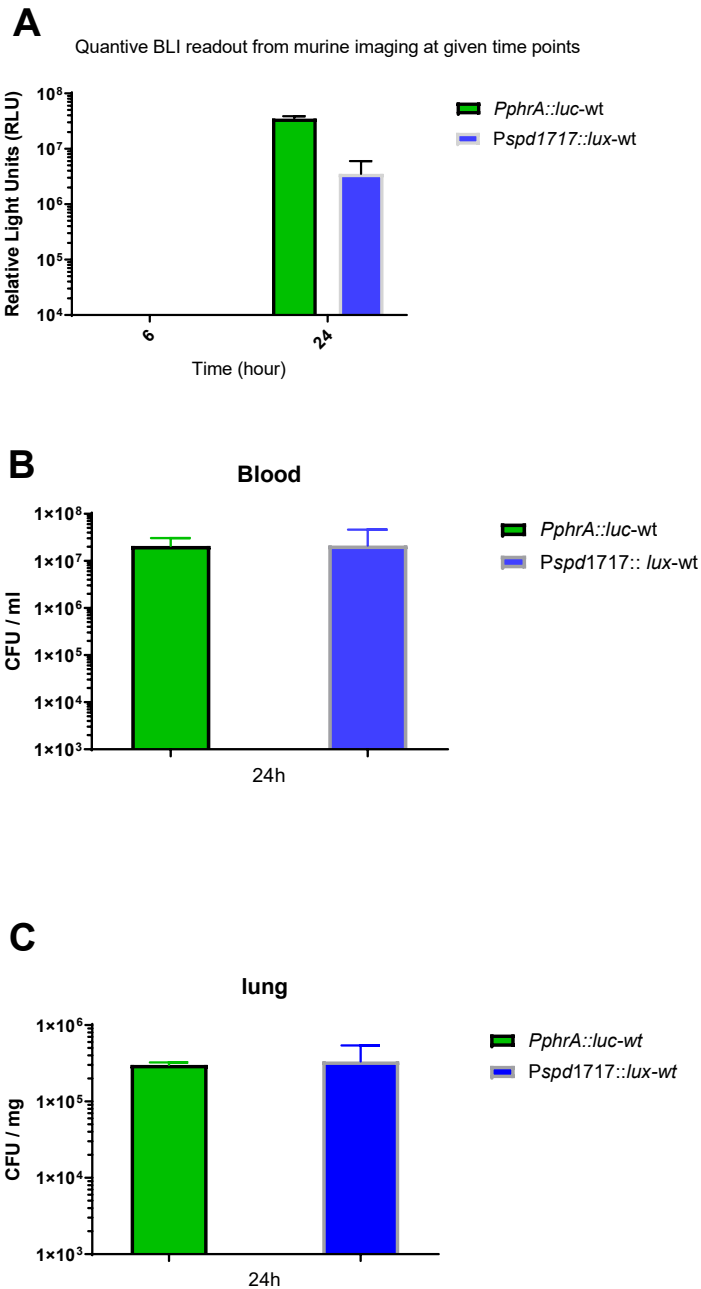 A
Quantive BLI readout from murine imaging at given time points
Relative Light Units (RLU)
10⁸
10⁷
10⁶
10⁵
10⁴
6
24
Time (hour)
PphrA::luc-wt
Pspd1717::lux-wt
B
Blood
CFU / ml
1×10⁸
1×10⁷
1×10⁶
1×10⁵
1×10⁴
1×10³
24h
PphrA::luc-wt
Pspd1717:: lux-wt
C
lung
CFU / mg
1×10⁶
1×10⁵
1×10⁴
1×10³
24h
PphrA::luc-wt
Pspd1717::lux-wt